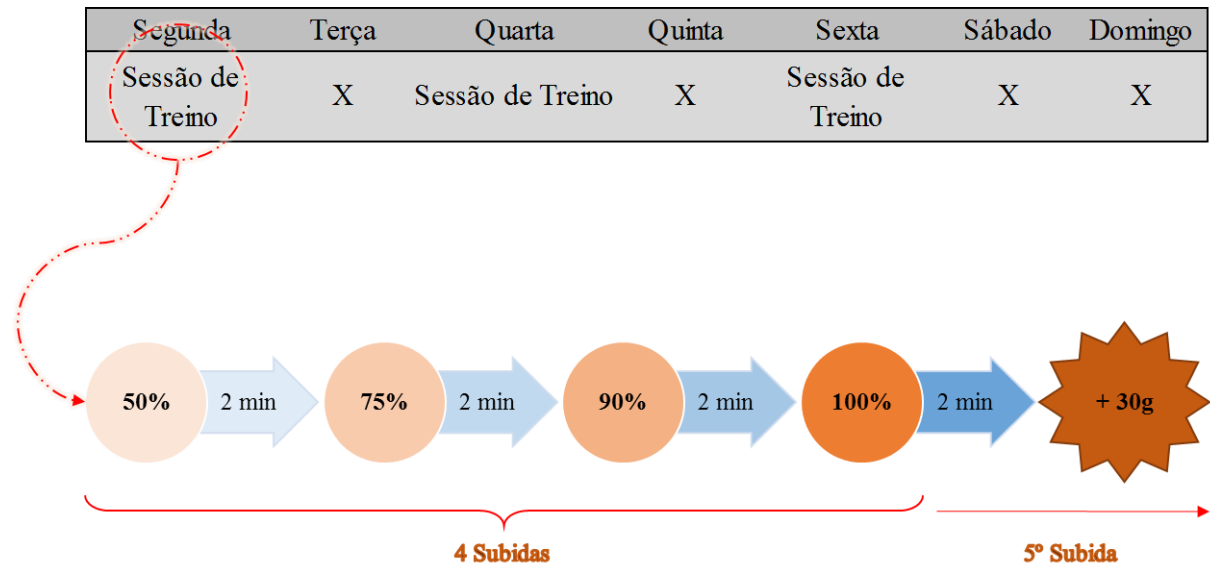 Segunda Terça Quarta Quinta Sexta Sábado Domingo
Sessão de Treino X Sessão de Treino X Sessão de Treino X X
50% 2 min 75% 2 min 90% 2 min 100% 2 min + 30g
4 Subidas 5º Subida